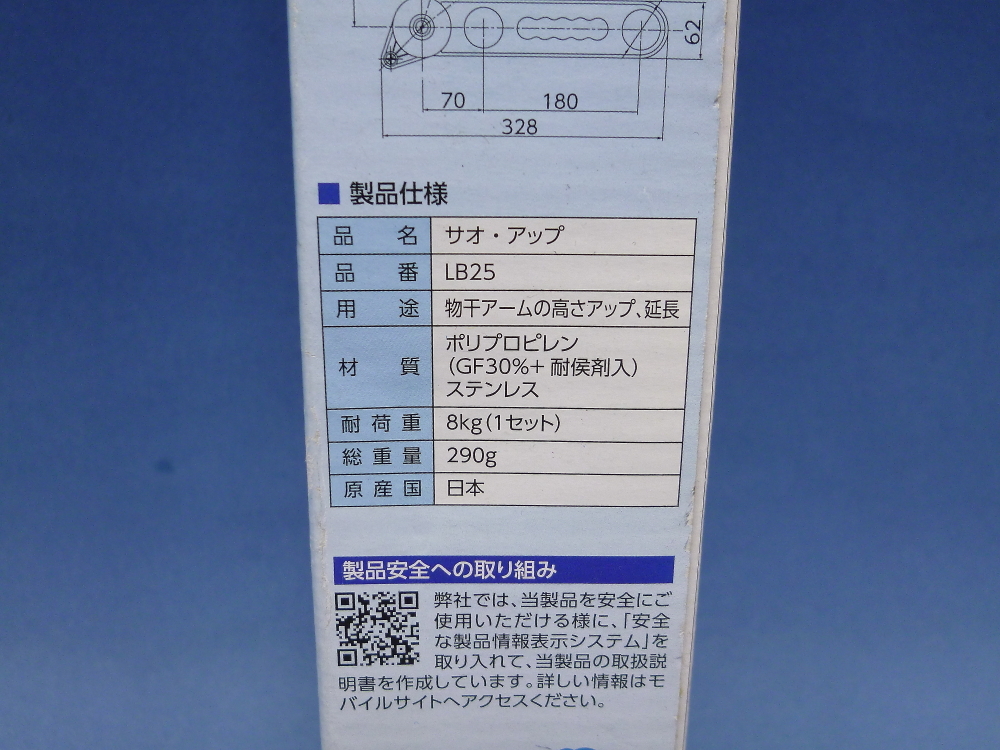 62
70 180
328
■ 製品仕様
品名 サオ・アップ
品番 LB25
用途 物干アームの高さアップ、延長
材質 ポリプロピレン
(GF30%+ 耐侯剤入)
ステンレス
耐荷重 8kg(1セット)
総重量 290g
原産国 日本
製品安全への取り組み
弊社では、当製品を安全にご
使用いただける様に、「安全
な製品情報表示システム」を
取り入れて、当製品の取扱説
明書を作成しています。詳しい情報はモ
バイルサイトへアクセスください。